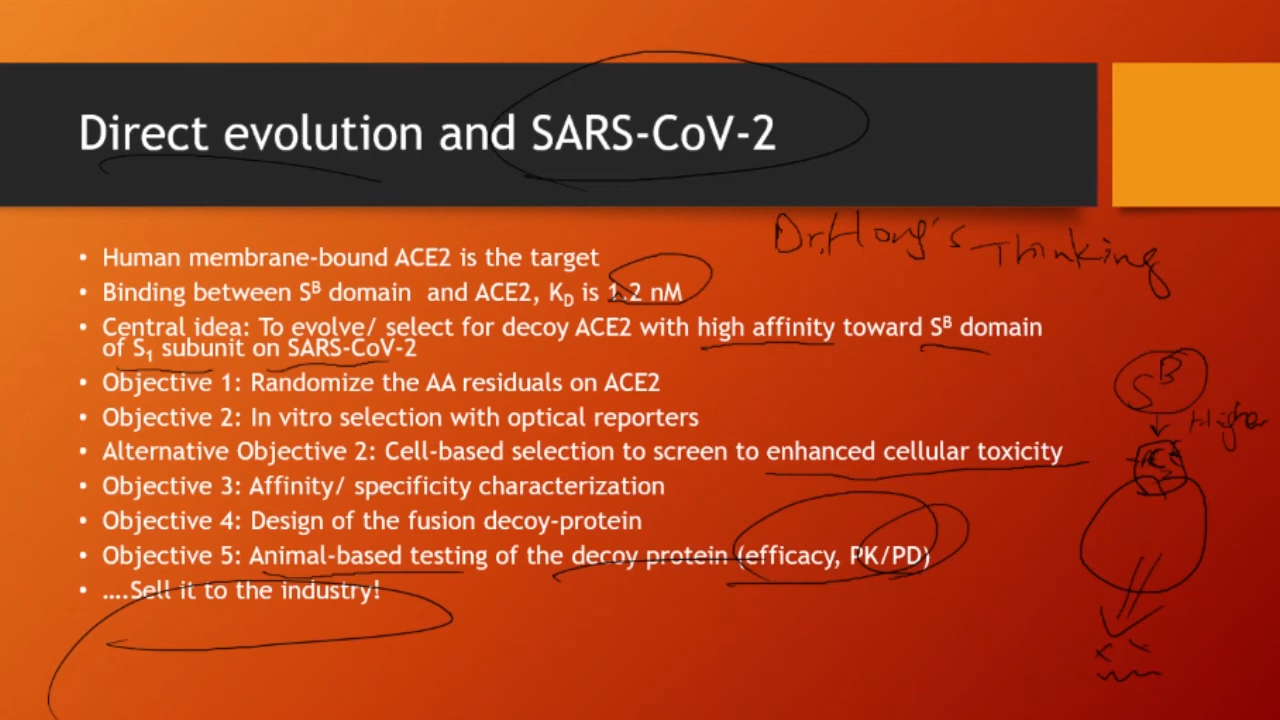 Direct evolution and SARS-CoV-2
Dr. Hong's Thinking
• Human membrane-bound ACE2 is the target
• Binding between Sᴮ domain and ACE2, K_D is 1.2 nM
• Central idea: To evolve/ select for decoy ACE2 with high affinity toward Sᴮ domain
of S₁ subunit on SARS-CoV-2
• Objective 1: Randomize the AA residuals on ACE2
• Objective 2: In vitro selection with optical reporters
• Alternative Objective 2: Cell-based selection to screen to enhanced cellular toxicity
• Objective 3: Affinity/ specificity characterization
• Objective 4: Design of the fusion decoy-protein
• Objective 5: Animal-based testing of the decoy protein (efficacy, PK/PD)
• ….Sell it to the industry!
Sᴮ
Higher